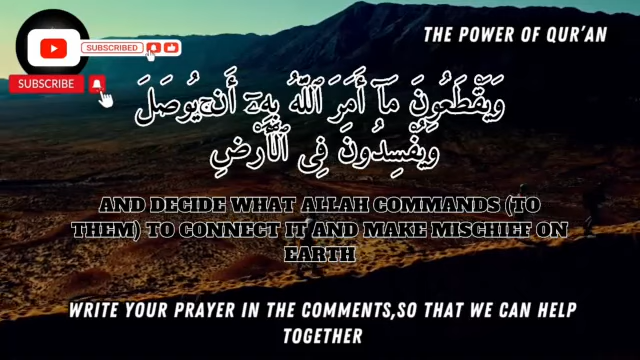 THE POWER OF QUR'AN
SUBSCRIBED
SUBSCRIBE
وَيَقْطَعُونَ مَآ أَمَرَ ٱللَّهُ بِهِۦٓ أَن يُوصَلَ
وَيُفْسِدُونَ فِى ٱلْأَرْضِ
AND DECIDE WHAT ALLAH COMMANDS (TO
THEM) TO CONNECT IT AND MAKE MISCHIEF ON
EARTH
WRITE YOUR PRAYER IN THE COMMENTS,SO THAT WE CAN HELP
TOGETHER